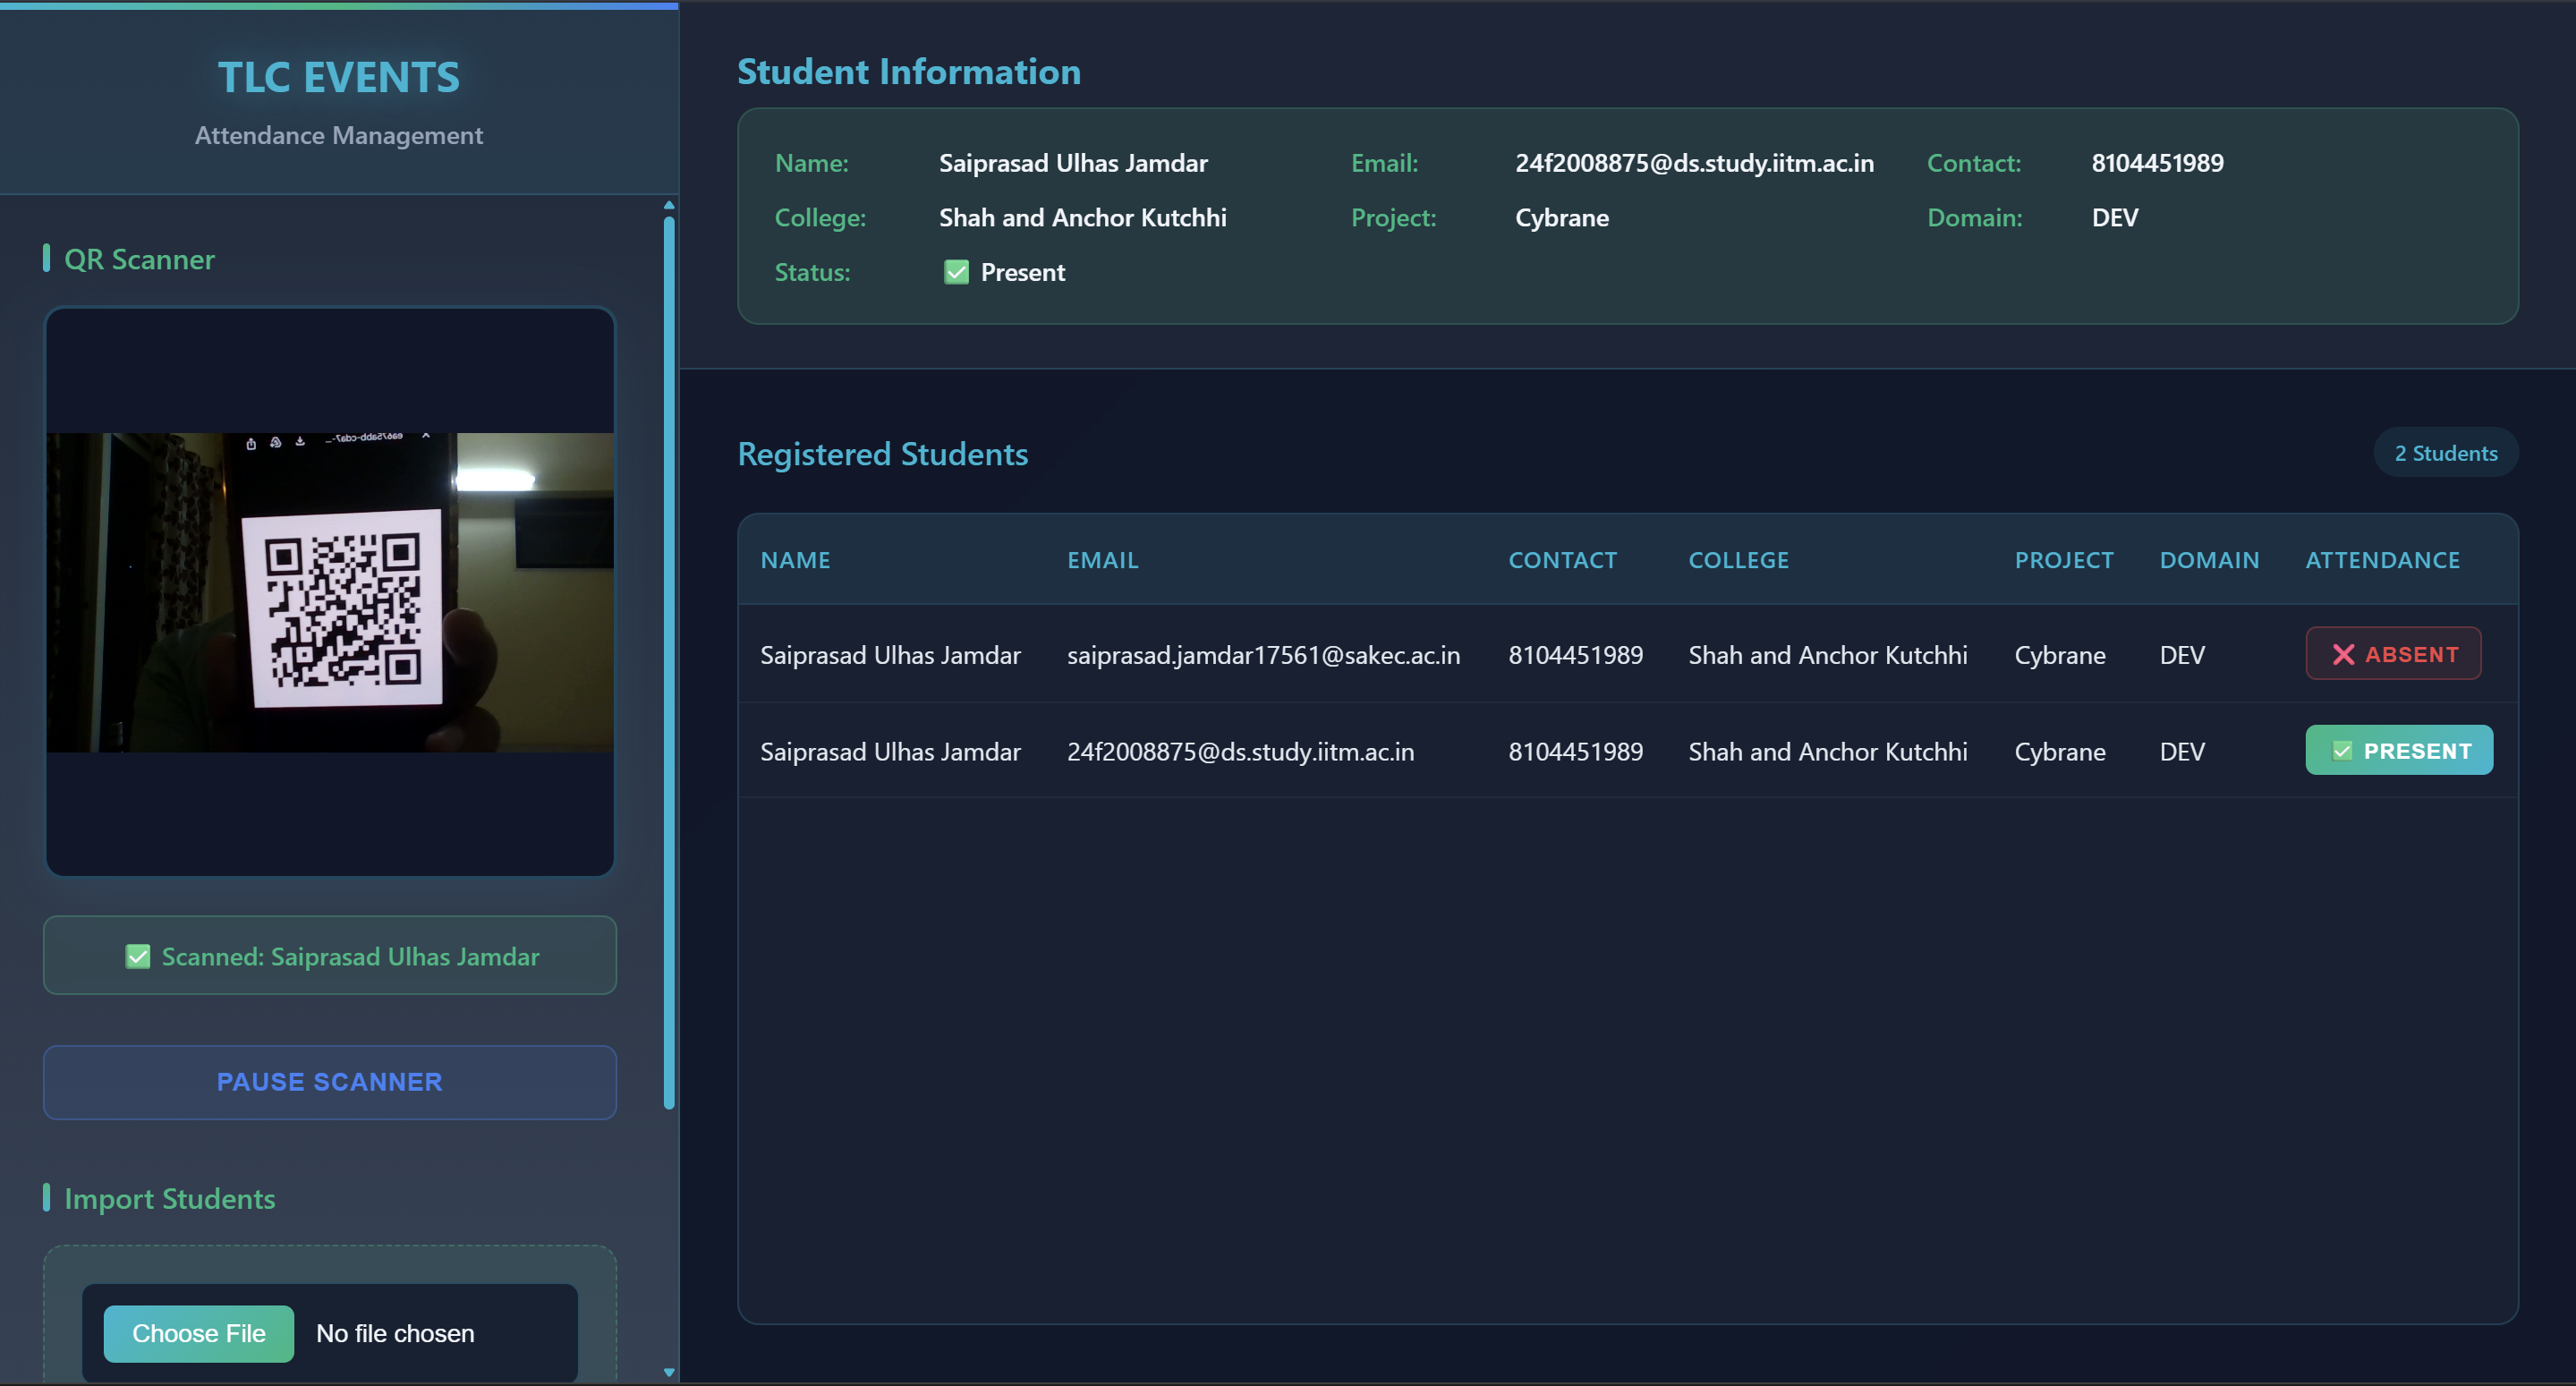 TLC EVENTS
Attendance Management
QR Scanner
✅ Scanned: Saiprasad Ulhas Jamdar
PAUSE SCANNER
Import Students
Choose File No file chosen
Student Information
Name: Saiprasad Ulhas Jamdar Email: 24f2008875@ds.study.iitm.ac.in Contact: 8104451989
College: Shah and Anchor Kutchhi Project: Cybrane Domain: DEV
Status: ✅ Present
Registered Students
2 Students
NAME EMAIL CONTACT COLLEGE PROJECT DOMAIN ATTENDANCE
Saiprasad Ulhas Jamdar saiprasad.jamdar17561@sakec.ac.in 8104451989 Shah and Anchor Kutchhi Cybrane DEV ❌ ABSENT
Saiprasad Ulhas Jamdar 24f2008875@ds.study.iitm.ac.in 8104451989 Shah and Anchor Kutchhi Cybrane DEV ✅ PRESENT